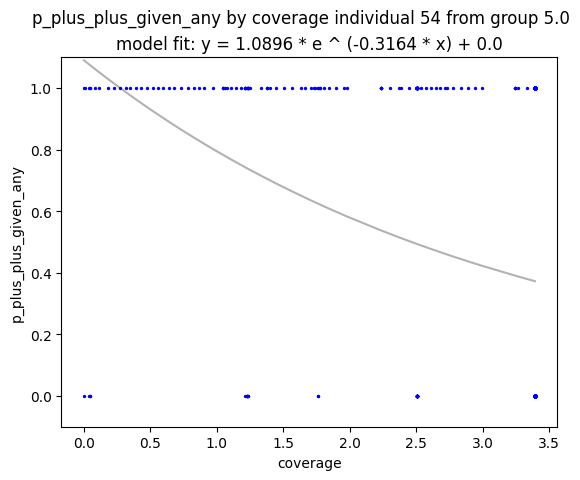 p_plus_plus_given_any by coverage individual 54 from group 5.0
model fit: y = 1.0896 * e ^ (-0.3164 * x) + 0.0
p_plus_plus_given_any
1.0
0.8
0.6
0.4
0.2
0.0
0.0 0.5 1.0 1.5 2.0 2.5 3.0 3.5
coverage